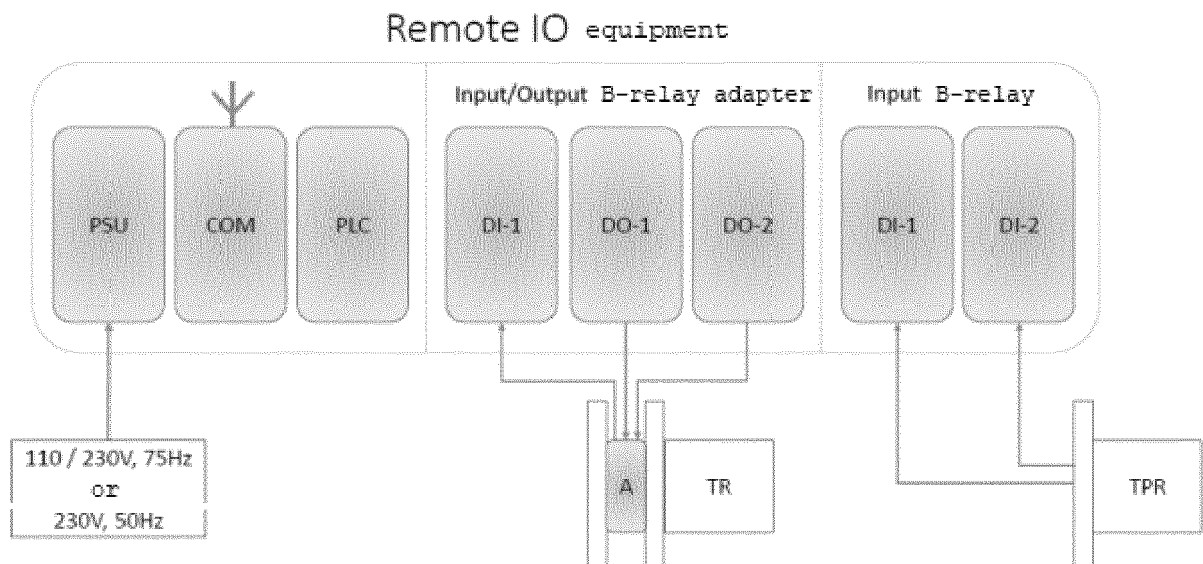 Remote IO equipment
Input/Output B-relay adapter
Input B-relay
PSU
COM
PLC
DI-1
DO-1
DO-2
DI-1
DI-2
110 / 230V, 75Hz
or
230V, 50Hz
A
TR
TPR